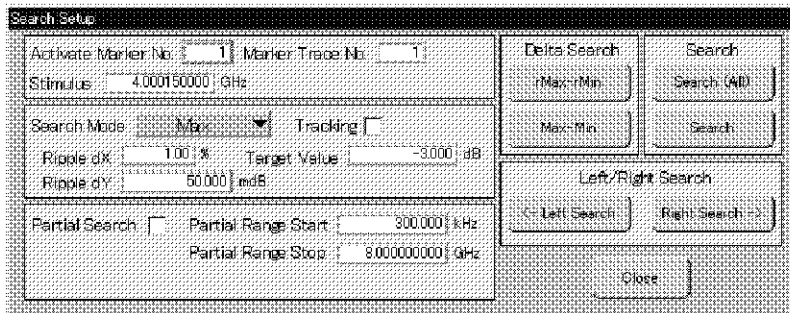 Search Setup
Activate Marker No. 1 Marker Trace No. 1
Stimulus 4.000150000 GHz
Search Mode Max Tracking
Ripple dX 1.00 % Target Value -3.000 dB
Ripple dY 50.000 mdB
Partial Search Partial Range Start 300.000 kHz
Partial Range Stop 8.000000000 GHz
Delta Search
rMax-rMin
Max-Min
Search
Search (All)
Search
Left/Right Search
<- Left Search Right Search ->
Close